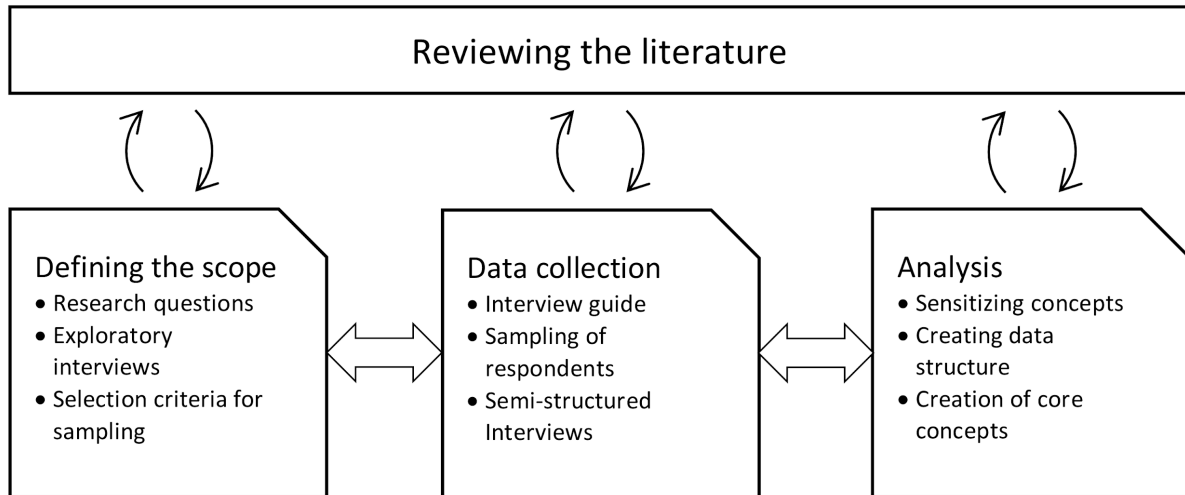 Reviewing the literature
Defining the scope
• Research questions
• Exploratory
interviews
• Selection criteria for
sampling
Data collection
• Interview guide
• Sampling of
respondents
• Semi-structured
Interviews
Analysis
• Sensitizing concepts
• Creating data
structure
• Creation of core
concepts